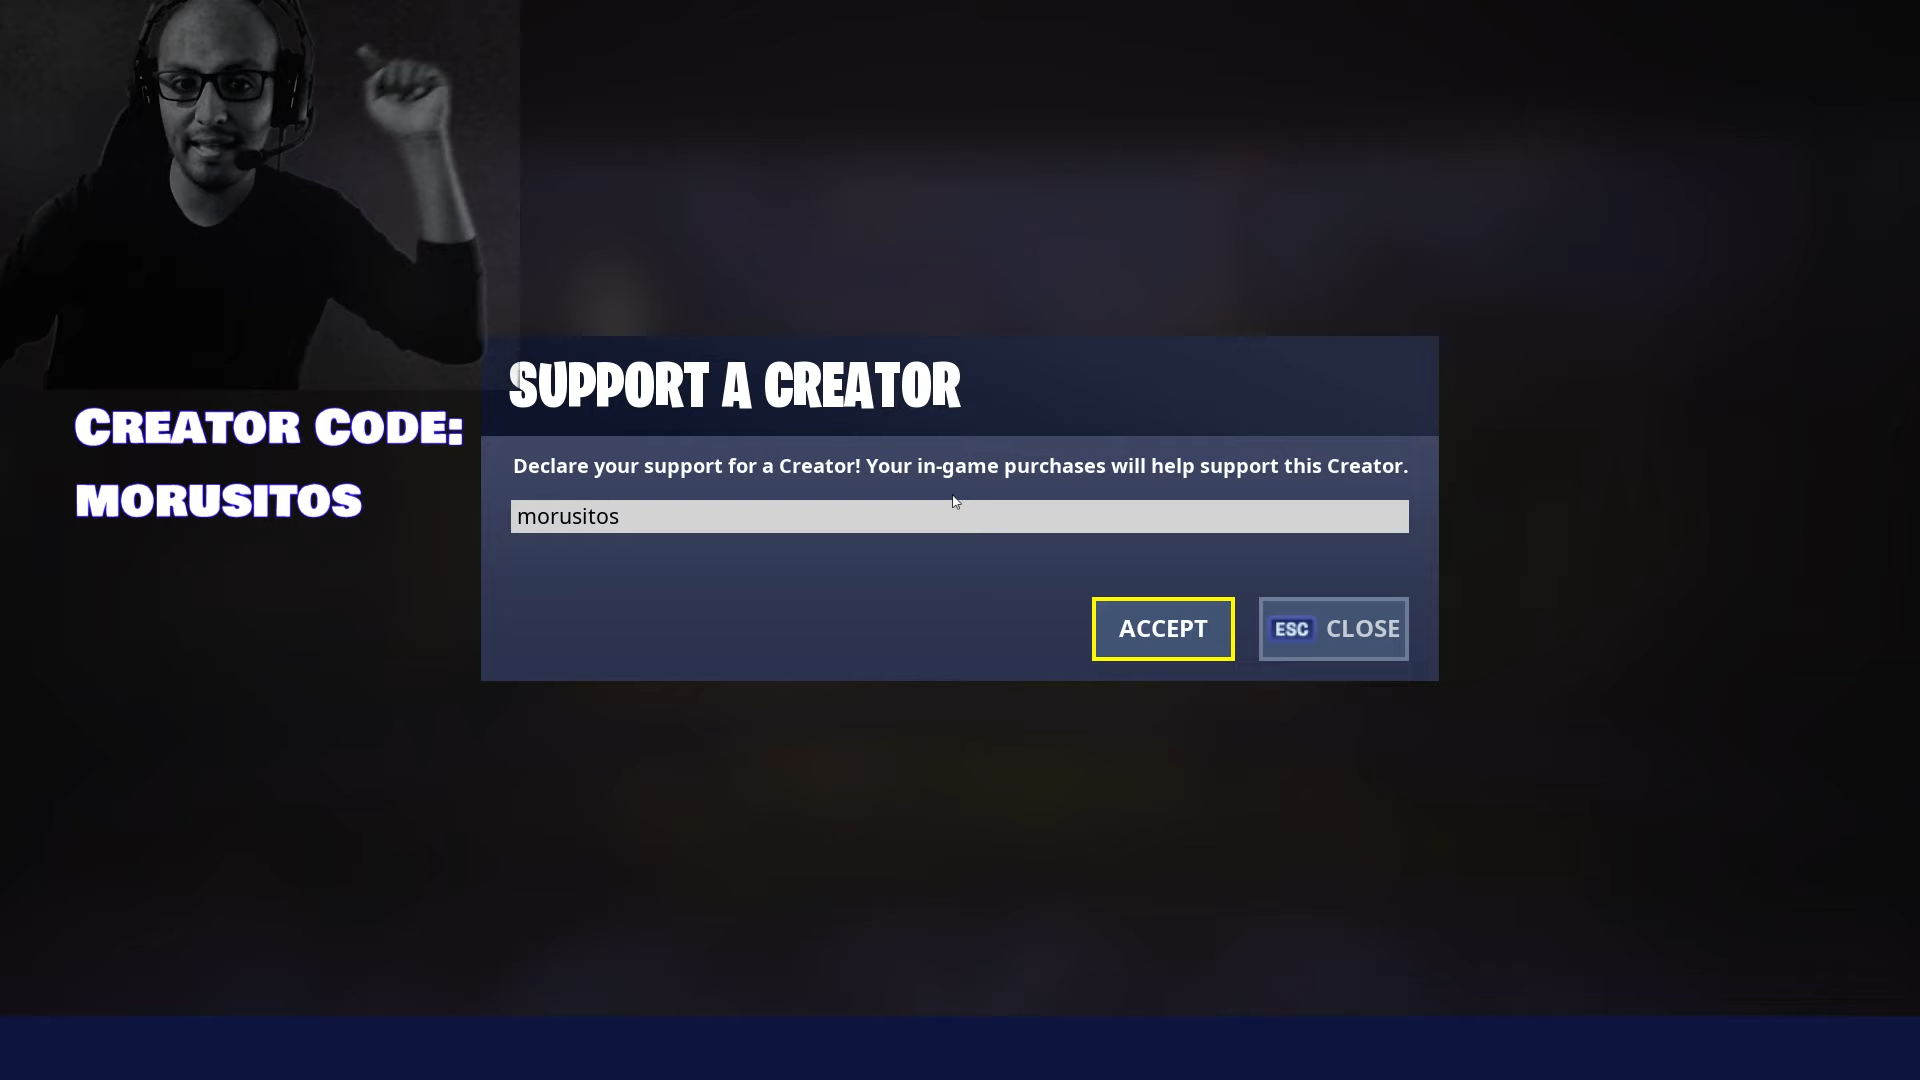 CREATOR CODE:
MORUSITOS
SUPPORT A CREATOR
Declare your support for a Creator! Your in-game purchases will help support this Creator.
morusitos
ACCEPT
ESC CLOSE